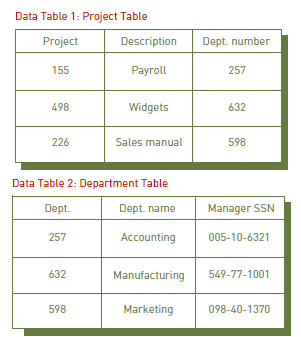 Data Table 1: Project Table
Project Description Dept. number
155 Payroll 257
498 Widgets 632
226 Sales manual 598
Data Table 2: Department Table
Dept. Dept. name Manager SSN
257 Accounting 005-10-6321
632 Manufacturing 549-77-1001
598 Marketing 098-40-1370